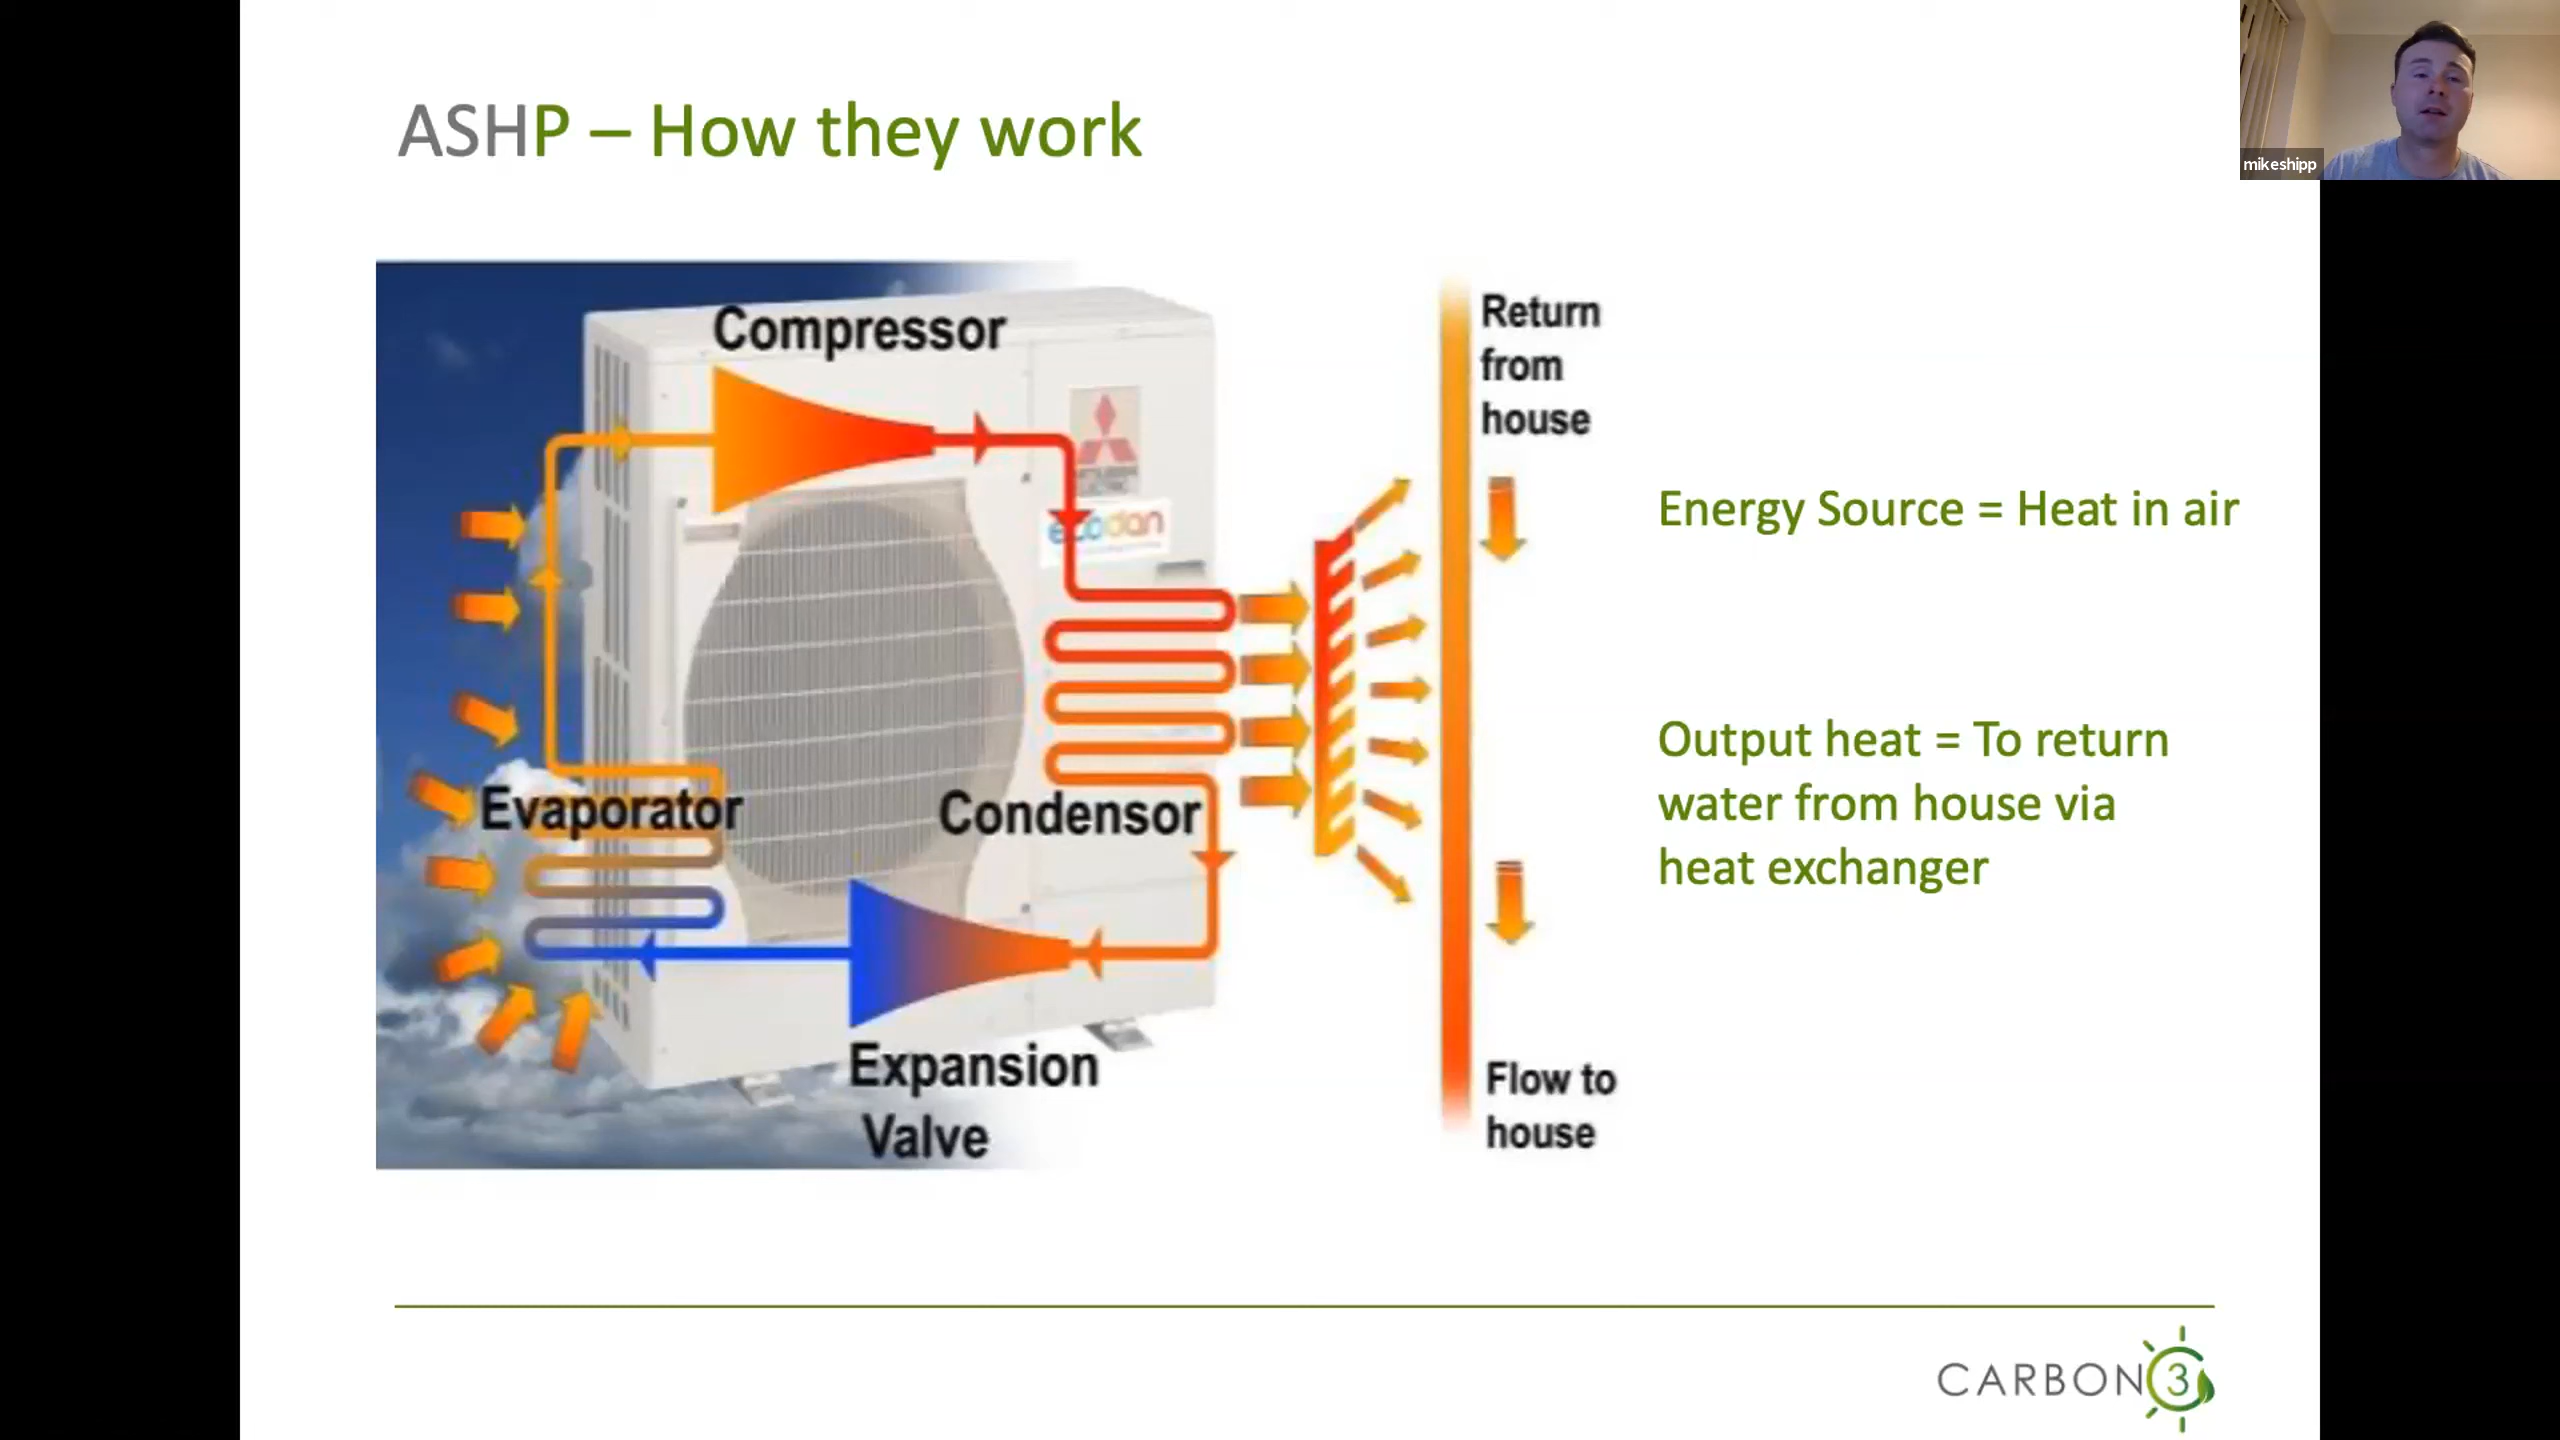 ASHP – How they work
mikeshipp
Compressor
Return
from
house
ecodan
Energy Source = Heat in air
Output heat = To return
water from house via
heat exchanger
Evaporator
Condensor
Expansion
Valve
Flow to
house
CARBON 3